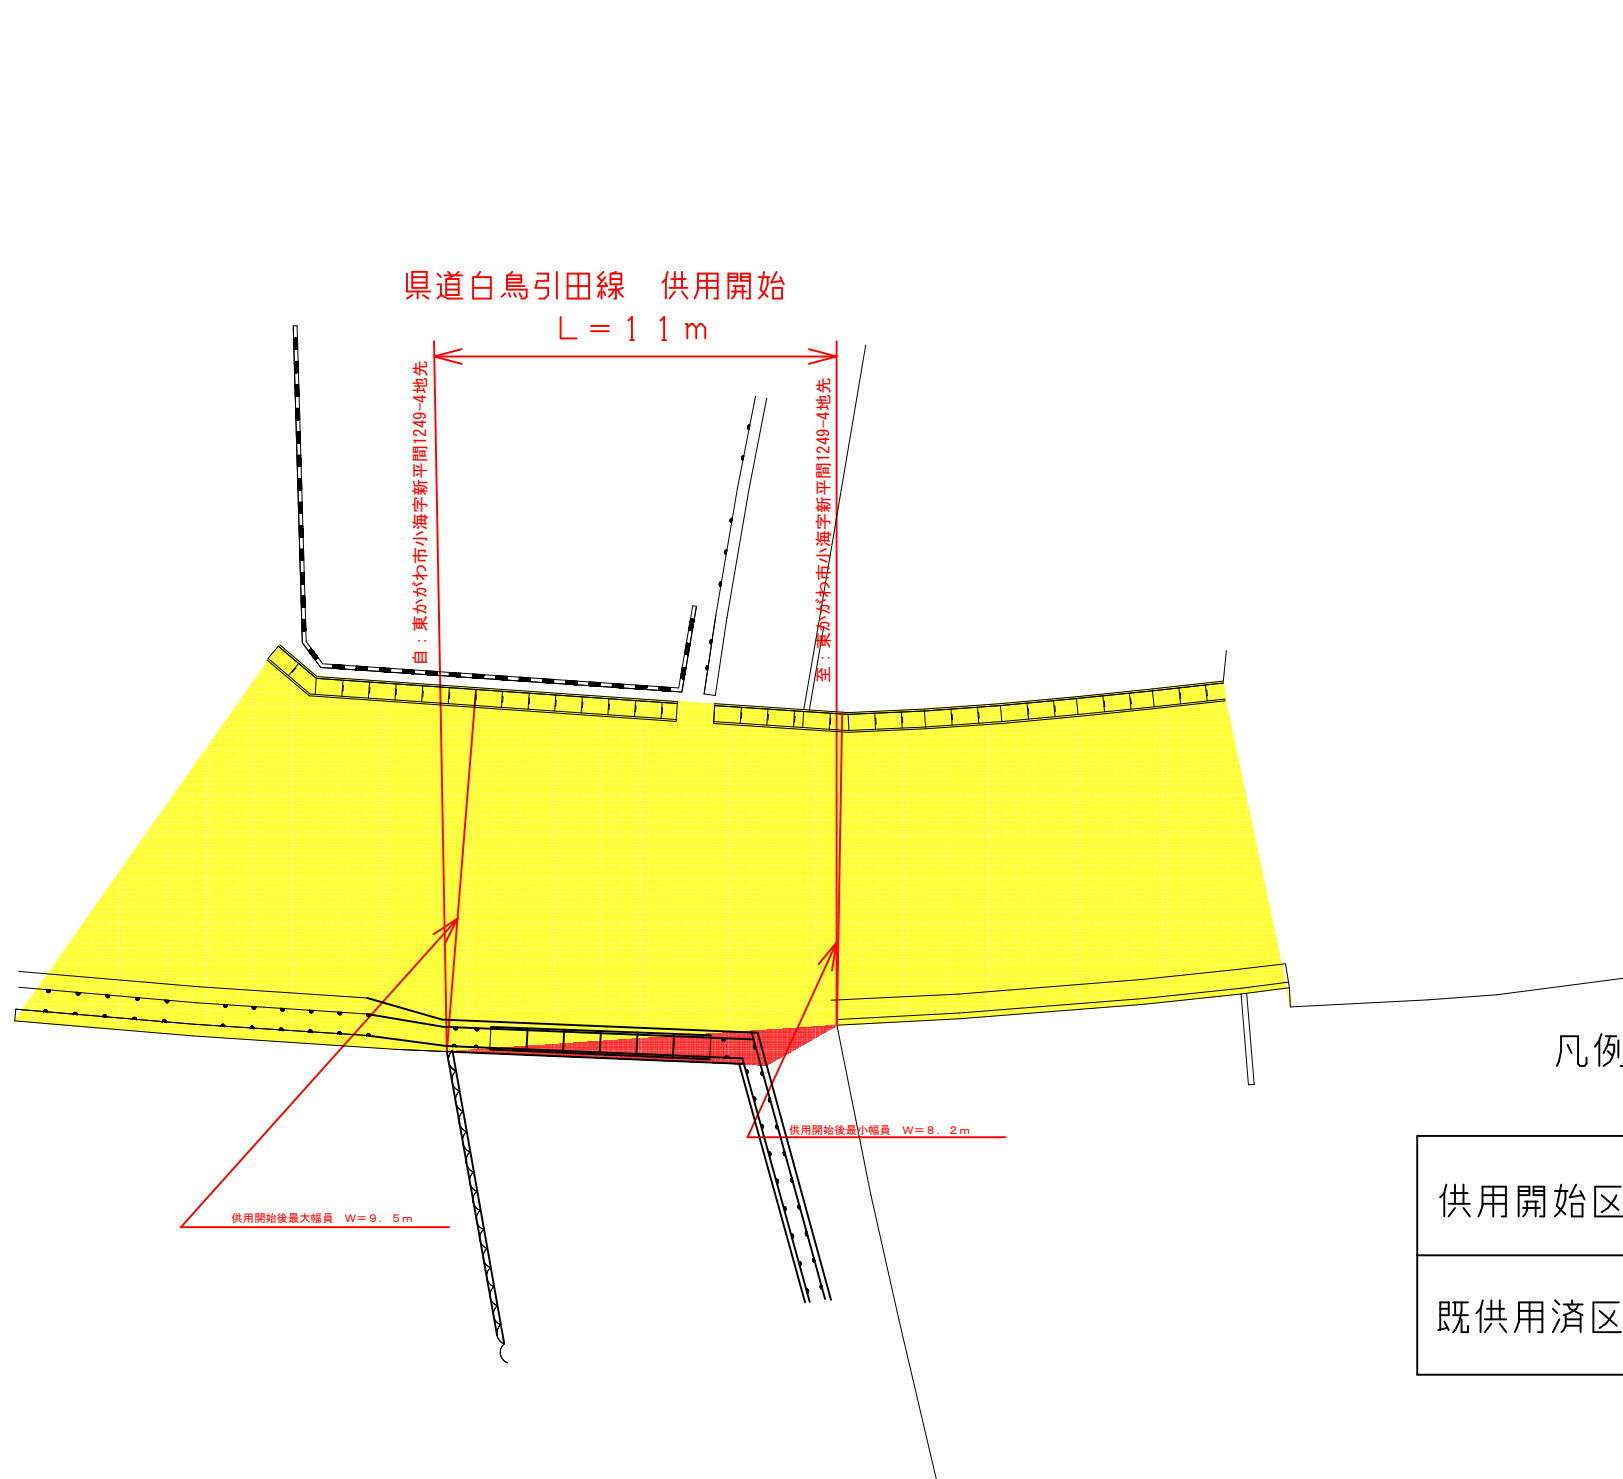 県道白鳥引田線　供用開始
L＝11m
自：東かがわ市小海字新平間1249-4地先
至：東かがわ市小海字新平間1249-4地先
凡例
供用開始後最小幅員　W＝8．2m
供用開始区
供用開始後最大幅員　W＝9．5m
既供用済区